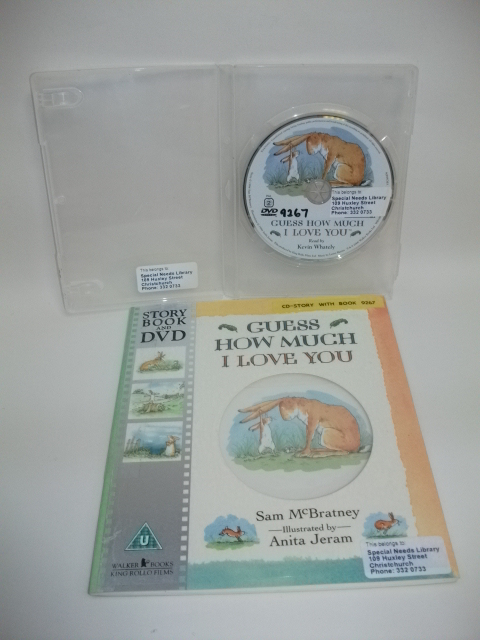 This belongs to:
Special Needs Library
109 Huxley Street
Christchurch
Phone: 332 0733
2
DVD
9267
This belongs to:
Special Needs Library
109 Huxley Street
Christchurch
Phone: 332 0733
GUESS HOW MUCH
I LOVE YOU
Read by
Kevin Whately
STORY
BOOK
AND
DVD
CD-STORY WITH BOOK 9267
GUESS
HOW MUCH
I LOVE YOU
Sam McBratney
Illustrated by
Anita Jeram
U
WALKER BOOKS
KING ROLLO FILMS
This belongs to:
Special Needs Library
109 Huxley Street
Christchurch
Phone: 332 0733